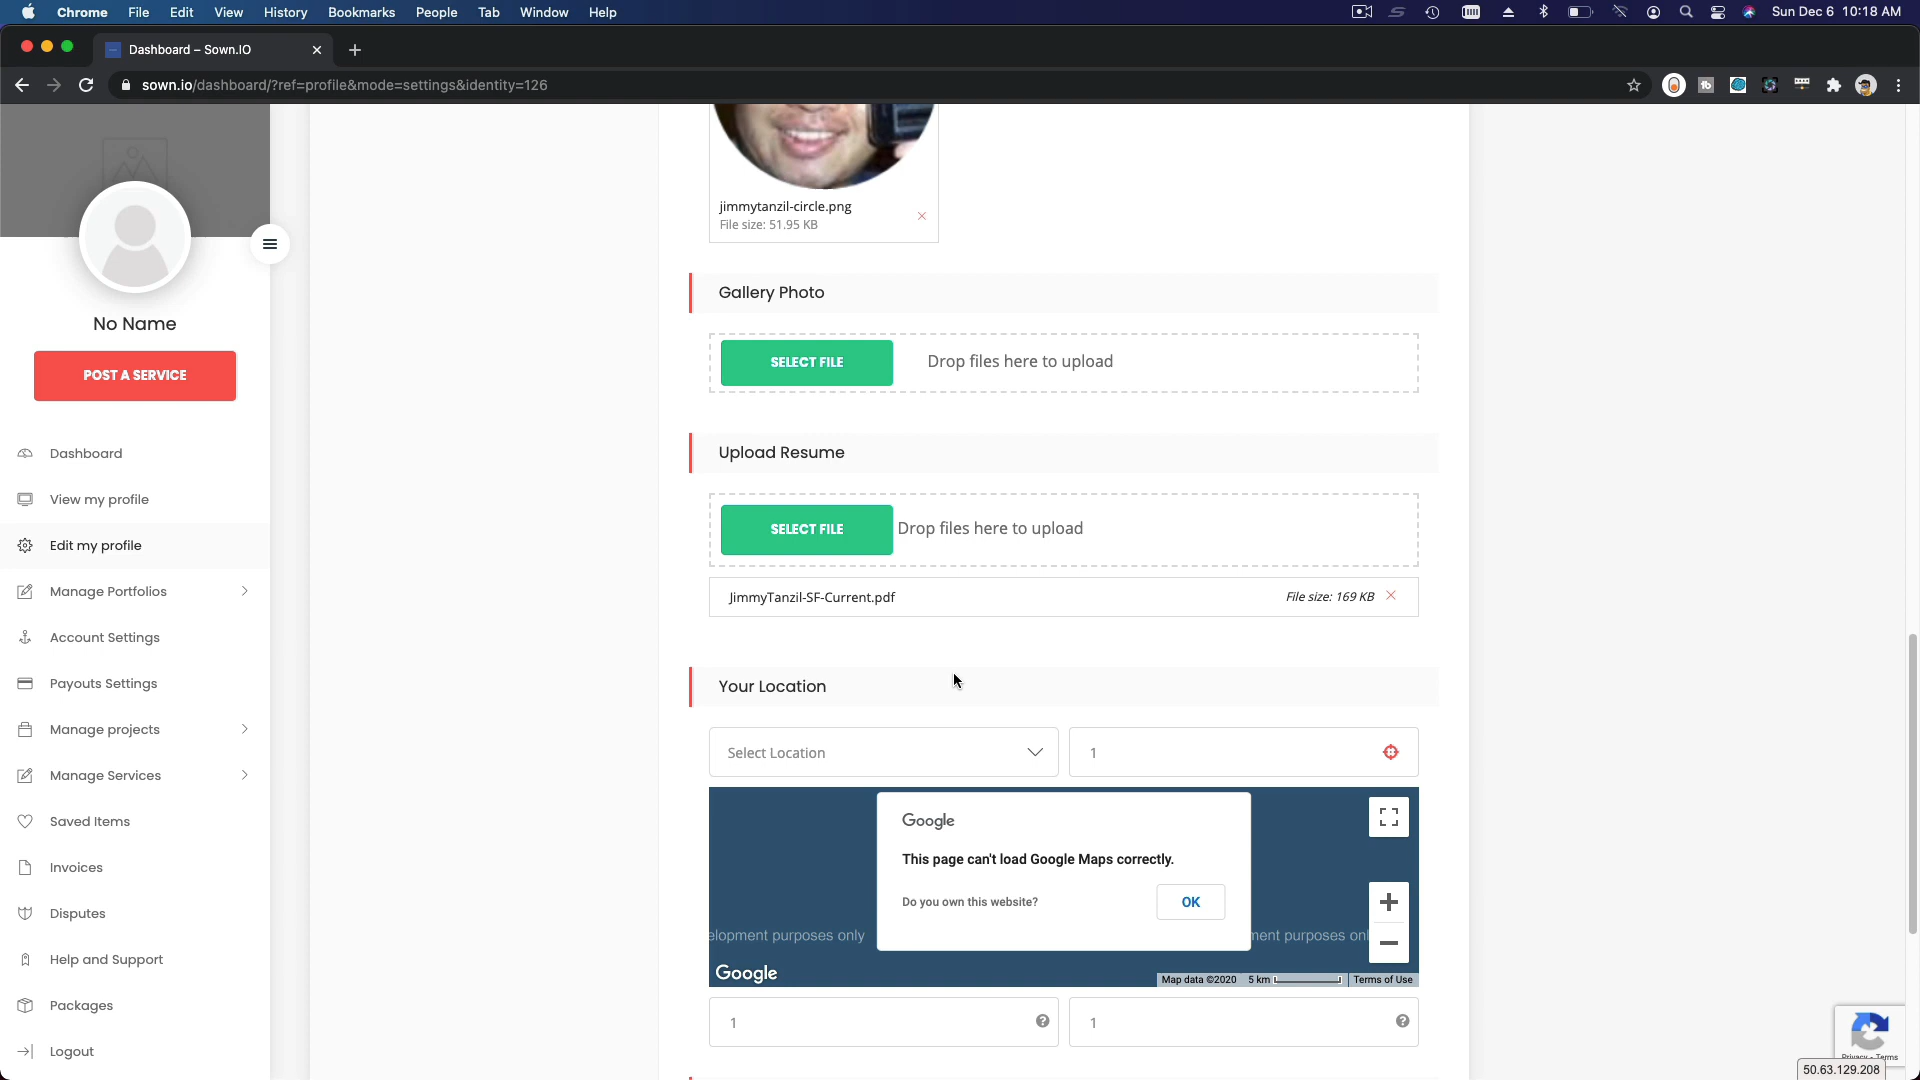 Chrome File Edit View History Bookmarks People Tab Window Help
Sun Dec 6 10:18 AM
Dashboard – Sown.IO
sown.io/dashboard/?ref=profile&mode=settings&identity=126
No Name
POST A SERVICE
Dashboard
View my profile
Edit my profile
Manage Portfolios
Account Settings
Payouts Settings
Manage projects
Manage Services
Saved Items
Invoices
Disputes
Help and Support
Packages
Logout
jimmytanzil-circle.png
File size: 51.95 KB
Gallery Photo
SELECT FILE
Drop files here to upload
Upload Resume
SELECT FILE
Drop files here to upload
JimmyTanzil-SF-Current.pdf
File size: 169 KB
Your Location
Select Location
1
Google
This page can't load Google Maps correctly.
Do you own this website?
OK
elopment purposes only
ment purposes onl
Google
Map data ©2020
5 km
Terms of Use
1
1
Privacy - Terms
50.63.129.208